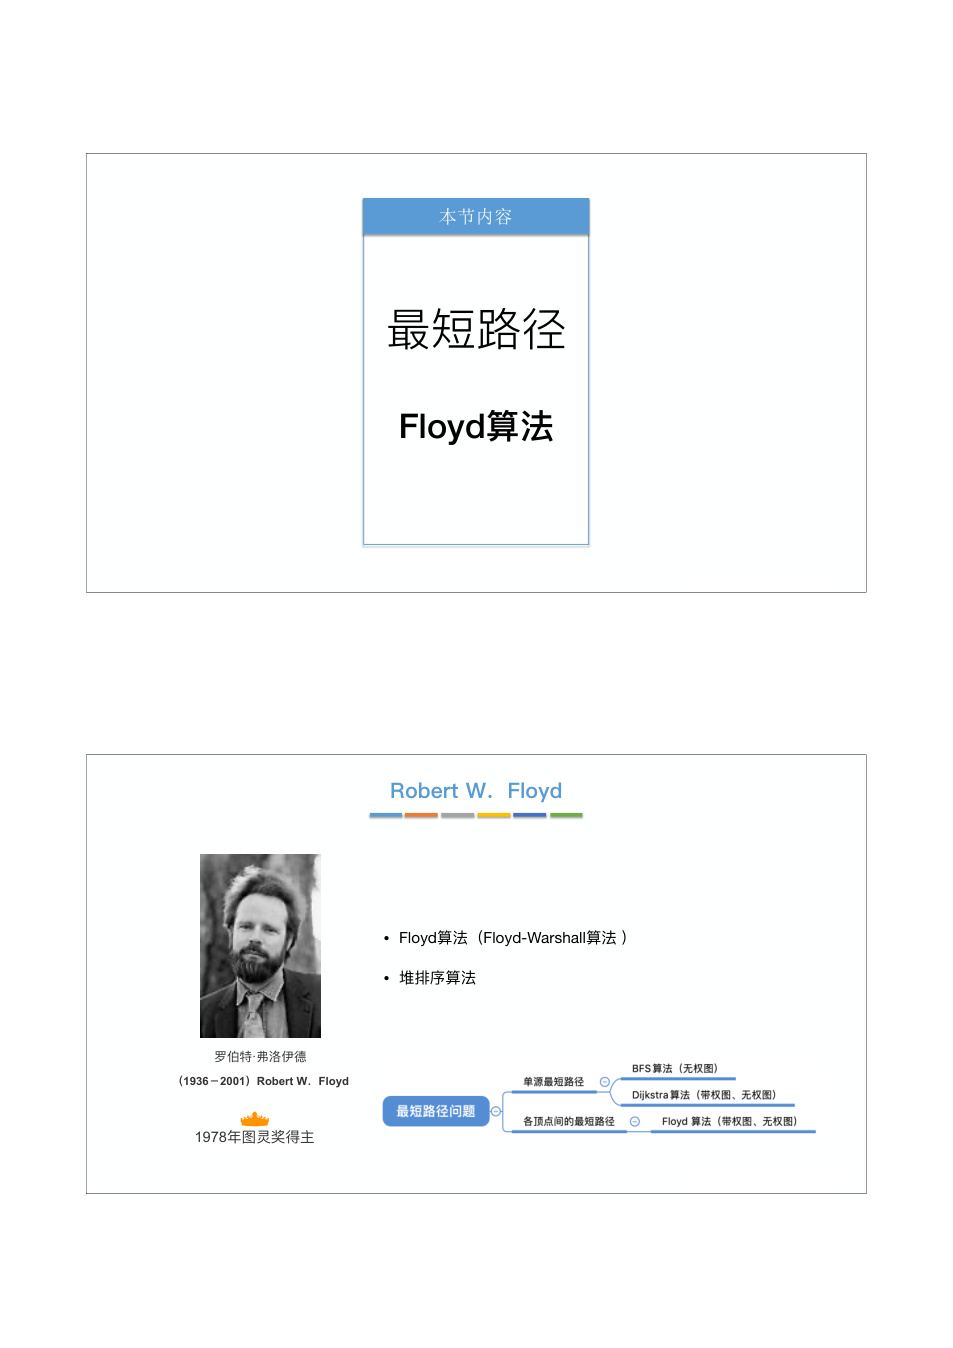 本节内容
最短路径
Floyd算法
Robert W. Floyd
• Floyd算法（Floyd-Warshall算法 ）
• 堆排序算法
罗伯特·弗洛伊德
（1936－2001）Robert W. Floyd
1978年图灵奖得主
最短路径问题
单源最短路径
BFS算法（无权图）
Dijkstra算法（带权图、无权图）
各顶点间的最短路径
Floyd 算法（带权图、无权图）